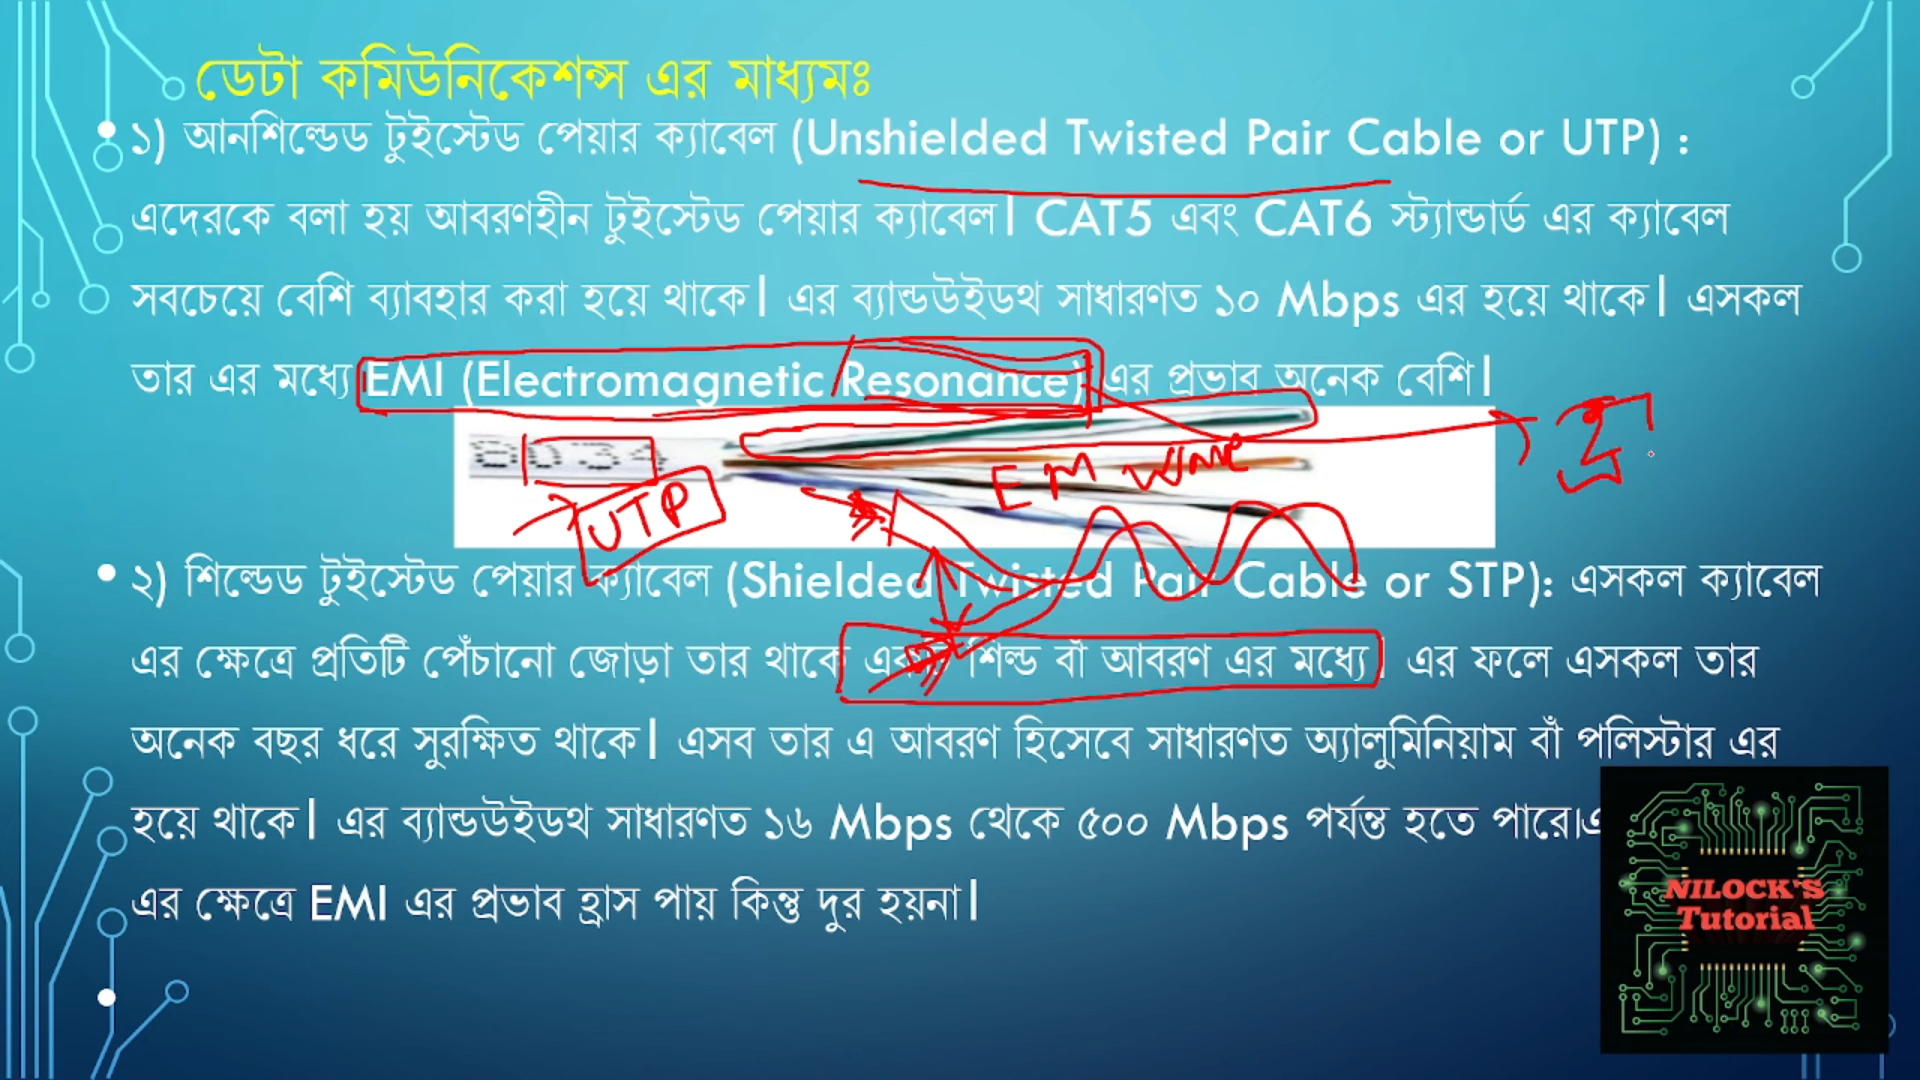 ডেটা কমিউনিকেশন্স এর মাধ্যমঃ
১) আনশিল্ডেড টুইস্টেড পেয়ার ক্যাবেল (Unshielded Twisted Pair Cable or UTP) :
এদেরকে বলা হয় আবরণহীন টুইস্টেড পেয়ার ক্যাবেল। CAT5 এবং CAT6 স্ট্যান্ডার্ড এর ক্যাবেল
সবচেয়ে বেশি ব্যাবহার করা হয়ে থাকে। এর ব্যান্ডউইডথ সাধারণত ১০ Mbps এর হয়ে থাকে। এসকল
তার এর মধ্যে EMI (Electromagnetic Resonance) এর প্রভাব অনেক বেশি।
8034
EM wave
UTP
২) শিল্ডেড টুইস্টেড পেয়ার ক্যাবেল (Shielded Twisted Pair Cable or STP): এসকল ক্যাবেল
এর ক্ষেত্রে প্রতিটি পেঁচানো জোড়া তার থাকে শিল্ড বাঁ আবরণ এর মধ্যে। এর ফলে এসকল তার
অনেক বছর ধরে সুরক্ষিত থাকে। এসব তার এ আবরণ হিসেবে সাধারণত অ্যালুমিনিয়াম বাঁ পলিস্টার এর
হয়ে থাকে। এর ব্যান্ডউইডথ সাধারণত ১৬ Mbps থেকে ৫০০ Mbps পর্যন্ত হতে পারে।
এর ক্ষেত্রে EMI এর প্রভাব হ্রাস পায় কিন্তু দুর হয়না।
NILOCK'S
Tutorial